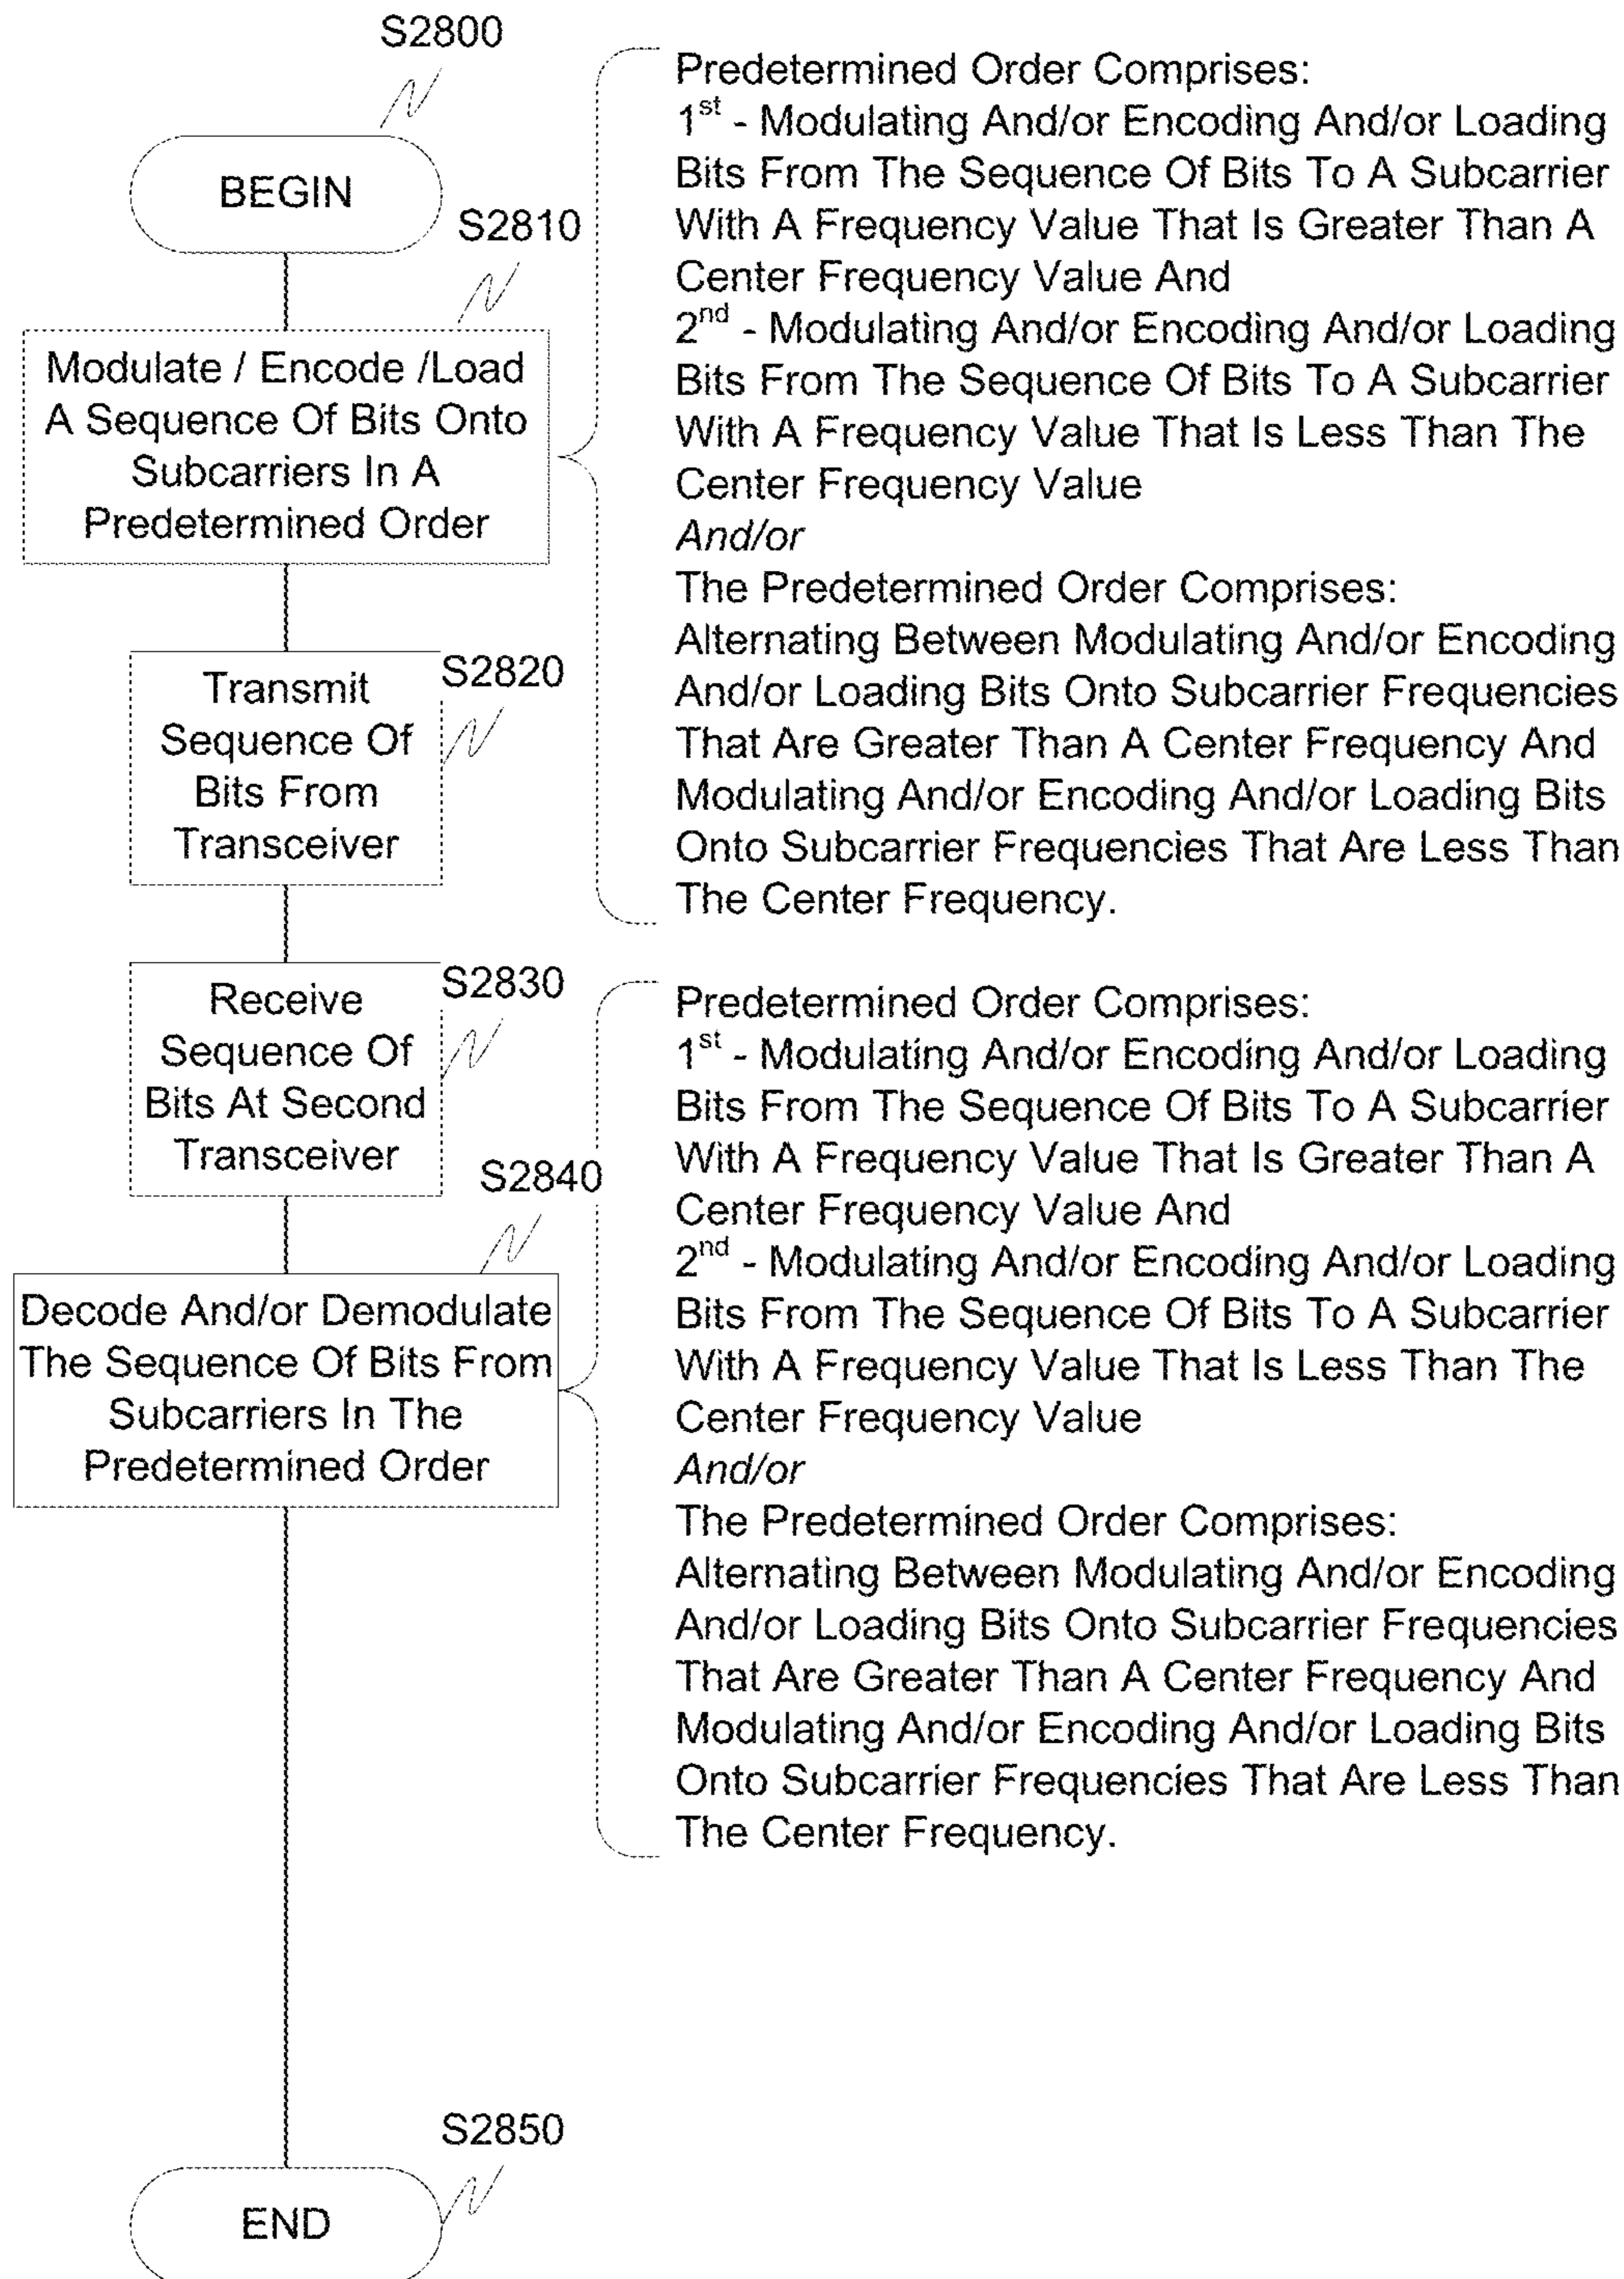 S2800
BEGIN
S2810
Modulate / Encode /Load
A Sequence Of Bits Onto
Subcarriers In A
Predetermined Order
Predetermined Order Comprises:
1st - Modulating And/or Encoding And/or Loading
Bits From The Sequence Of Bits To A Subcarrier
With A Frequency Value That Is Greater Than A
Center Frequency Value And
2nd - Modulating And/or Encoding And/or Loading
Bits From The Sequence Of Bits To A Subcarrier
With A Frequency Value That Is Less Than The
Center Frequency Value
And/or
The Predetermined Order Comprises:
Alternating Between Modulating And/or Encoding
And/or Loading Bits Onto Subcarrier Frequencies
That Are Greater Than A Center Frequency And
Modulating And/or Encoding And/or Loading Bits
Onto Subcarrier Frequencies That Are Less Than
The Center Frequency.
S2820
Transmit
Sequence Of
Bits From
Transceiver
S2830
Receive
Sequence Of
Bits At Second
Transceiver
S2840
Decode And/or Demodulate
The Sequence Of Bits From
Subcarriers In The
Predetermined Order
Predetermined Order Comprises:
1st - Modulating And/or Encoding And/or Loading
Bits From The Sequence Of Bits To A Subcarrier
With A Frequency Value That Is Greater Than A
Center Frequency Value And
2nd - Modulating And/or Encoding And/or Loading
Bits From The Sequence Of Bits To A Subcarrier
With A Frequency Value That Is Less Than The
Center Frequency Value
And/or
The Predetermined Order Comprises:
Alternating Between Modulating And/or Encoding
And/or Loading Bits Onto Subcarrier Frequencies
That Are Greater Than A Center Frequency And
Modulating And/or Encoding And/or Loading Bits
Onto Subcarrier Frequencies That Are Less Than
The Center Frequency.
S2850
END